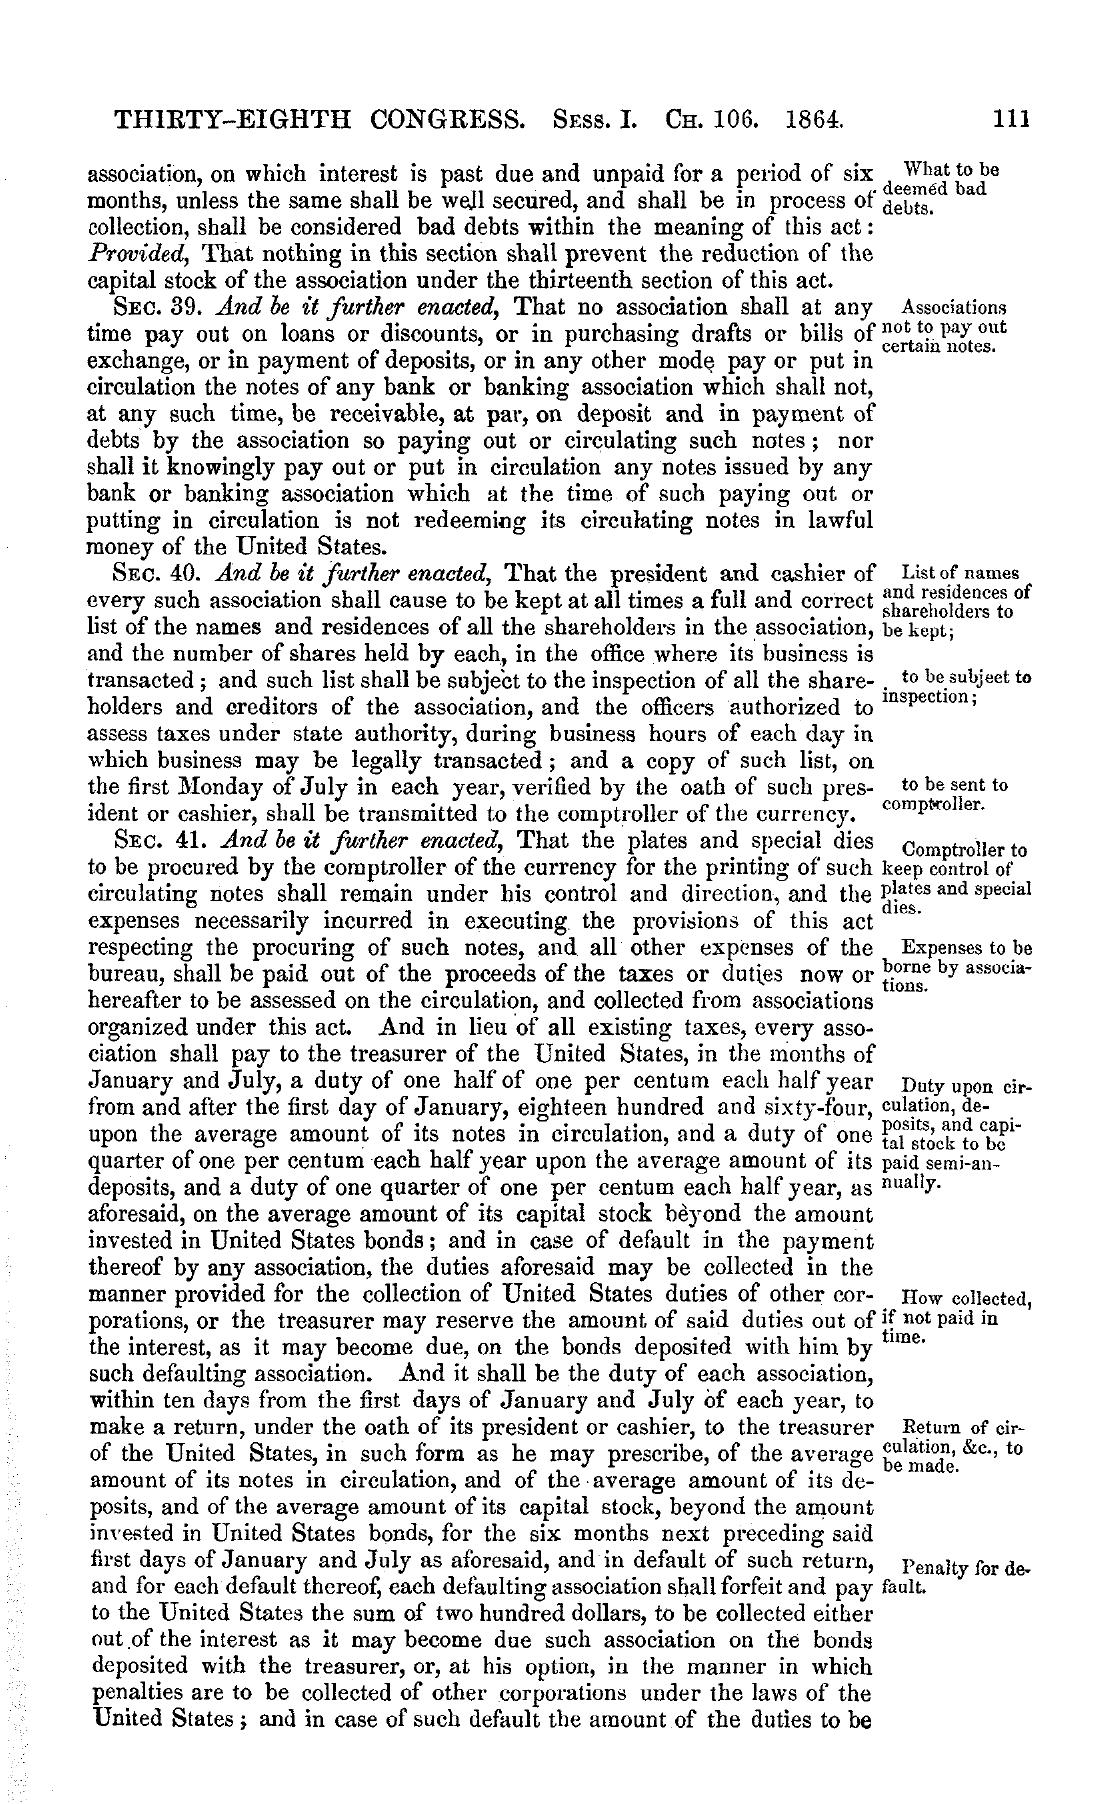 THIRTY-EIGHTH CONGRESS. SESS. I. CH. 106. 1864. 111
association, on which interest is past due and unpaid for a period of six
months, unless the same shall be well secured, and shall be in process of
collection, shall be considered bad debts within the meaning of this act:
Provided, That nothing in this section shall prevent the reduction of the
capital stock of the association under the thirteenth section of this act.
What to be
deemed bad
debts.
SEC. 39. And be it further enacted, That no association shall at any
time pay out on loans or discounts, or in purchasing drafts or bills of
exchange, or in payment of deposits, or in any other mode pay or put in
circulation the notes of any bank or banking association which shall not,
at any such time, be receivable, at par, on deposit and in payment of
debts by the association so paying out or circulating such notes; nor
shall it knowingly pay out or put in circulation any notes issued by any
bank or banking association which at the time of such paying out or
putting in circulation is not redeeming its circulating notes in lawful
money of the United States.
Associations
not to pay out
certain notes.
SEC. 40. And be it further enacted, That the president and cashier of
every such association shall cause to be kept at all times a full and correct
list of the names and residences of all the shareholders in the association,
and the number of shares held by each, in the office where its business is
transacted; and such list shall be subject to the inspection of all the share-
holders and creditors of the association, and the officers authorized to
assess taxes under state authority, during business hours of each day in
which business may be legally transacted; and a copy of such list, on
the first Monday of July in each year, verified by the oath of such pres-
ident or cashier, shall be transmitted to the comptroller of the currency.
List of names
and residences of
shareholders to
be kept;
to be subject to
inspection;
to be sent to
comptroller.
SEC. 41. And be it further enacted, That the plates and special dies
to be procured by the comptroller of the currency for the printing of such
circulating notes shall remain under his control and direction, and the
expenses necessarily incurred in executing the provisions of this act
respecting the procuring of such notes, and all other expenses of the
bureau, shall be paid out of the proceeds of the taxes or duties now or
hereafter to be assessed on the circulation, and collected from associations
organized under this act. And in lieu of all existing taxes, every asso-
ciation shall pay to the treasurer of the United States, in the months of
January and July, a duty of one half of one per centum each half year
from and after the first day of January, eighteen hundred and sixty-four,
upon the average amount of its notes in circulation, and a duty of one
quarter of one per centum each half year upon the average amount of its
deposits, and a duty of one quarter of one per centum each half year, as
aforesaid, on the average amount of its capital stock beyond the amount
invested in United States bonds; and in case of default in the payment
thereof by any association, the duties aforesaid may be collected in the
manner provided for the collection of United States duties of other cor-
porations, or the treasurer may reserve the amount of said duties out of
the interest, as it may become due, on the bonds deposited with him by
such defaulting association. And it shall be the duty of each association,
within ten days from the first days of January and July of each year, to
make a return, under the oath of its president or cashier, to the treasurer
of the United States, in such form as he may prescribe, of the average
amount of its notes in circulation, and of the average amount of its de-
posits, and of the average amount of its capital stock, beyond the amount
invested in United States bonds, for the six months next preceding said
first days of January and July as aforesaid, and in default of such return,
and for each default thereof, each defaulting association shall forfeit and pay
to the United States the sum of two hundred dollars, to be collected either
out of the interest as it may become due such association on the bonds
deposited with the treasurer, or, at his option, in the manner in which
penalties are to be collected of other corporations under the laws of the
United States; and in case of such default the amount of the duties to be
Comptroller to
keep control of
plates and special
dies.
Expenses to be
borne by associa-
tions.
Duty upon cir-
culation, de-
posits, and capi-
tal stock to be
paid semi-an-
nually.
How collected,
if not paid in
time.
Return of cir-
culation, &c., to
be made.
Penalty for de-
fault.